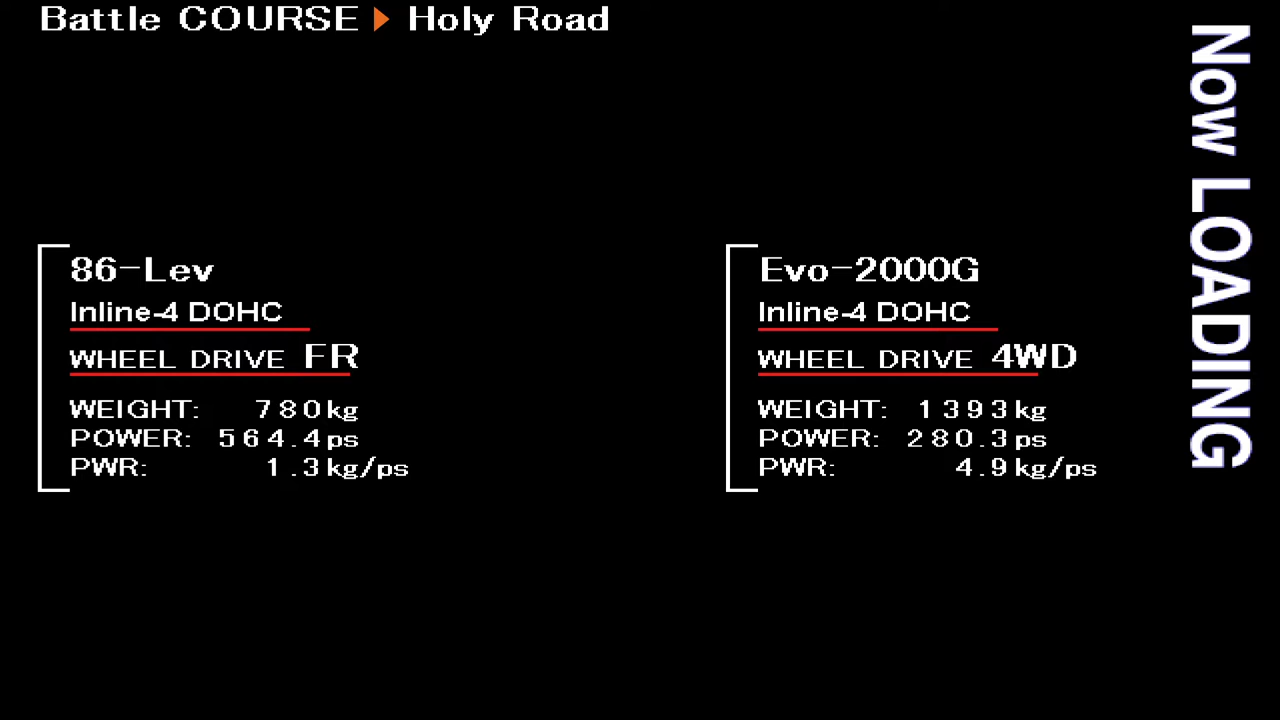 Battle COURSE ▶ Holy Road
86-Lev
Inline-4 DOHC
WHEEL DRIVE FR
WEIGHT: 780kg
POWER: 564.4ps
PWR: 1.3kg/ps
Evo-2000G
Inline-4 DOHC
WHEEL DRIVE 4WD
WEIGHT: 1393kg
POWER: 280.3ps
PWR: 4.9kg/ps
Now LOADING